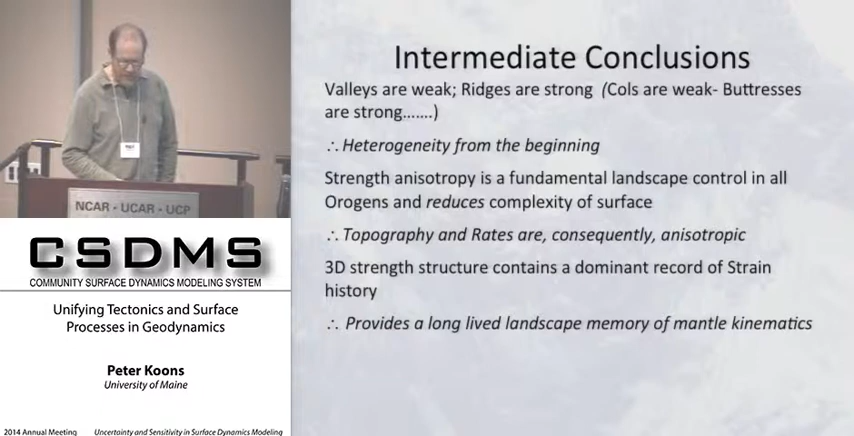 NCAR - UCAR - UCP
CSDMS
COMMUNITY SURFACE DYNAMICS MODELING SYSTEM
Unifying Tectonics and Surface
Processes in Geodynamics
Peter Koons
University of Maine
2014 Annual Meeting
Uncertainty and Sensitivity in Surface Dynamics Modeling
Intermediate Conclusions
Valleys are weak; Ridges are strong (Cols are weak- Buttresses
are strong…….)
∴ Heterogeneity from the beginning
Strength anisotropy is a fundamental landscape control in all
Orogens and reduces complexity of surface
∴ Topography and Rates are, consequently, anisotropic
3D strength structure contains a dominant record of Strain
history
∴ Provides a long lived landscape memory of mantle kinematics